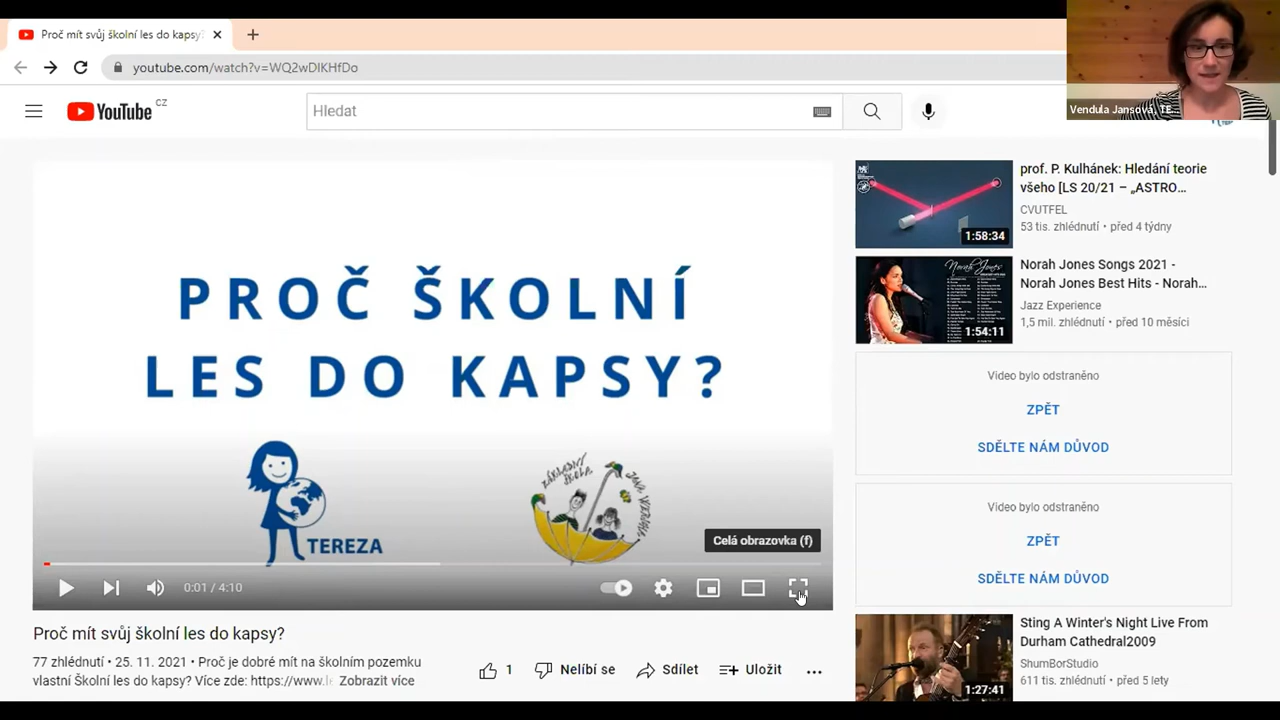 Proč mít svůj školní les do kapsy?
youtube.com/watch?v=WQ2wDIKHfDo
Vendula Jansová, TE...
YouTube CZ
Hledat
PROČ ŠKOLNÍ
LES DO KAPSY?
TEREZA
ZÁKLADNÍ ŠKOLA
Celá obrazovka (f)
0:01 / 4:10
Proč mít svůj školní les do kapsy?
77 zhlédnutí • 25. 11. 2021 • Proč je dobré mít na školním pozemku
vlastní Školní les do kapsy? Více zde: https://www.le Zobrazit více
1 Nelíbí se Sdílet Uložit
prof. P. Kulhánek: Hledání teorie
všeho [LS 20/21 – „ASTRO...
CVUTFEL
53 tis. zhlédnutí • před 4 týdny
1:58:34
Norah Jones
Norah Jones Songs 2021 -
Norah Jones Best Hits - Norah...
Jazz Experience
1,5 mil. zhlédnutí • před 10 měsíci
1:54:11
Video bylo odstraněno
ZPĚT
SDĚLTE NÁM DŮVOD
Video bylo odstraněno
ZPĚT
SDĚLTE NÁM DŮVOD
Sting A Winter's Night Live From
Durham Cathedral2009
ShumBorStudio
611 tis. zhlédnutí • před 5 lety
1:27:41